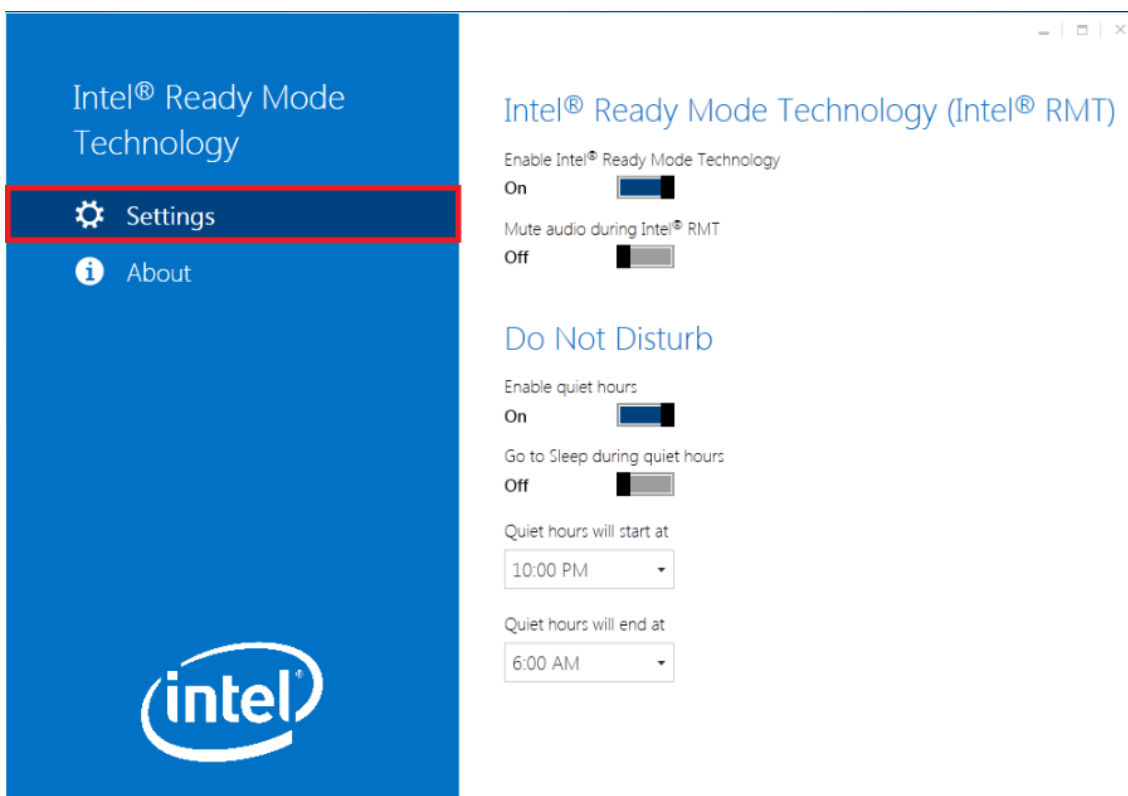 Intel® Ready Mode
Technology
Settings
About
intel®
Intel® Ready Mode Technology (Intel® RMT)
Enable Intel® Ready Mode Technology
On
Mute audio during Intel® RMT
Off
Do Not Disturb
Enable quiet hours
On
Go to Sleep during quiet hours
Off
Quiet hours will start at
10:00 PM
Quiet hours will end at
6:00 AM